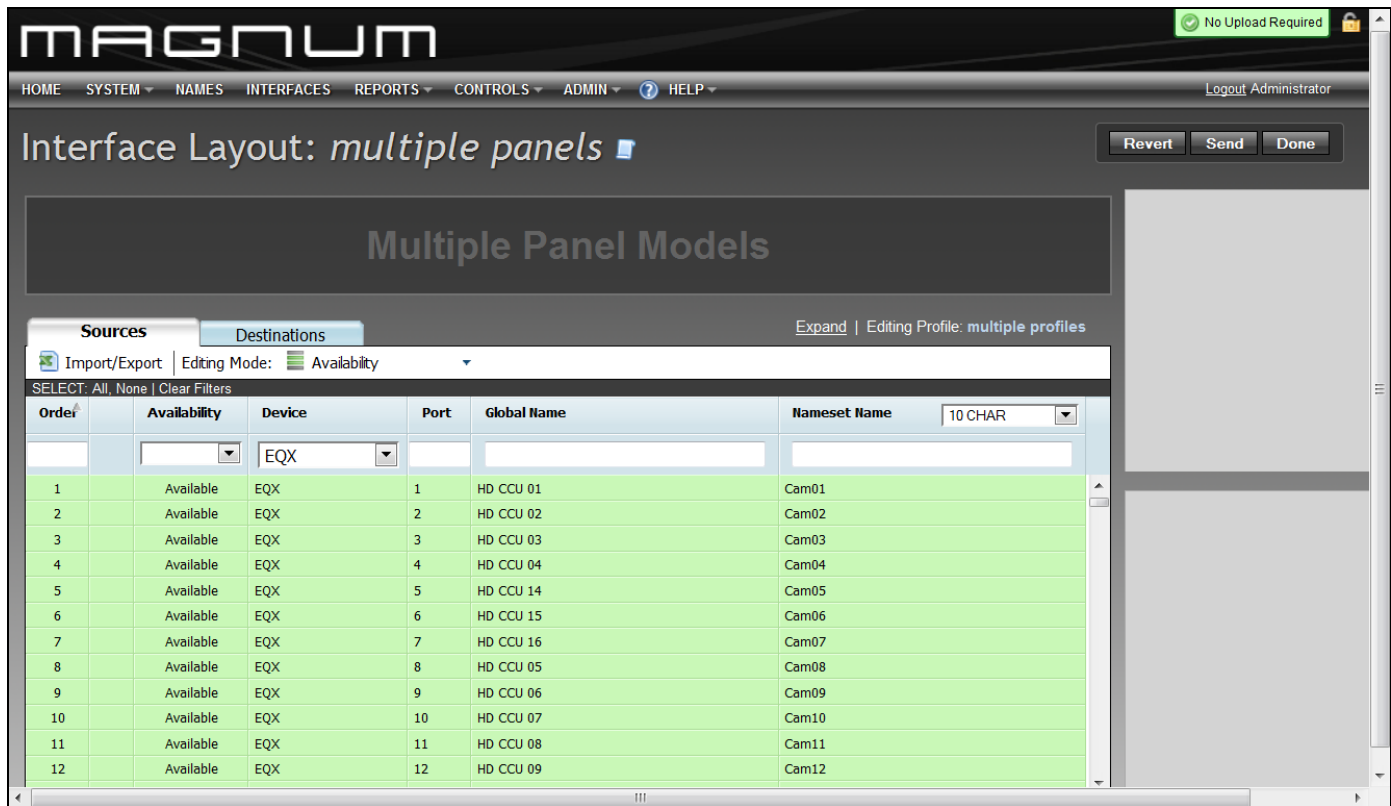 MAGNUM
No Upload Required
HOME SYSTEM NAMES INTERFACES REPORTS CONTROLS ADMIN ? HELP
Logout Administrator
Interface Layout: multiple panels
Revert Send Done
Multiple Panel Models
Sources Destinations
Expand | Editing Profile: multiple profiles
Import/Export Editing Mode: Availability
SELECT: All, None | Clear Filters
Order Availability Device Port Global Name Nameset Name 10 CHAR
EQX
1 Available EQX 1 HD CCU 01 Cam01
2 Available EQX 2 HD CCU 02 Cam02
3 Available EQX 3 HD CCU 03 Cam03
4 Available EQX 4 HD CCU 04 Cam04
5 Available EQX 5 HD CCU 14 Cam05
6 Available EQX 6 HD CCU 15 Cam06
7 Available EQX 7 HD CCU 16 Cam07
8 Available EQX 8 HD CCU 05 Cam08
9 Available EQX 9 HD CCU 06 Cam09
10 Available EQX 10 HD CCU 07 Cam10
11 Available EQX 11 HD CCU 08 Cam11
12 Available EQX 12 HD CCU 09 Cam12